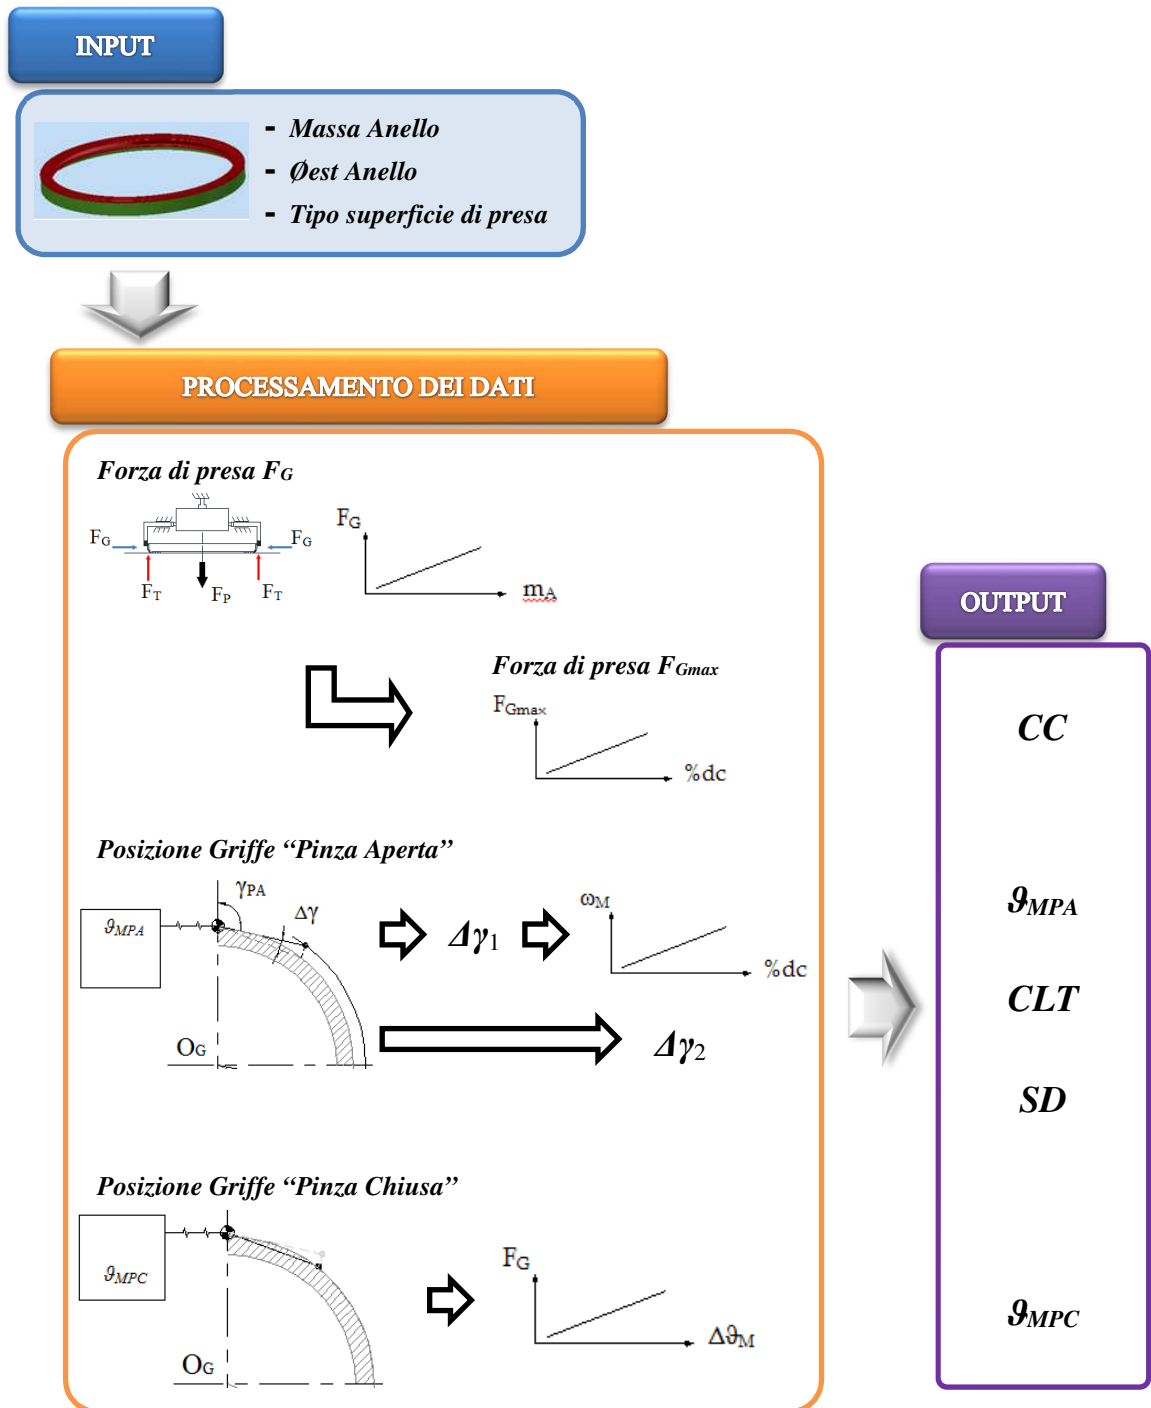 INPUT
- Massa Anello
- Øest Anello
- Tipo superficie di presa
PROCESSAMENTO DEI DATI
Forza di presa FG
FG FG
FT FP FT
FG
mA
Forza di presa FGmax
FGmax
%dc
Posizione Griffe “Pinza Aperta”
ϑMPA
γPA
Δγ
OG
Δγ1
ωM
%dc
Δγ2
Posizione Griffe “Pinza Chiusa”
ϑMPC
OG
FG
ΔϑM
OUTPUT
CC
ϑMPA
CLT
SD
ϑMPC